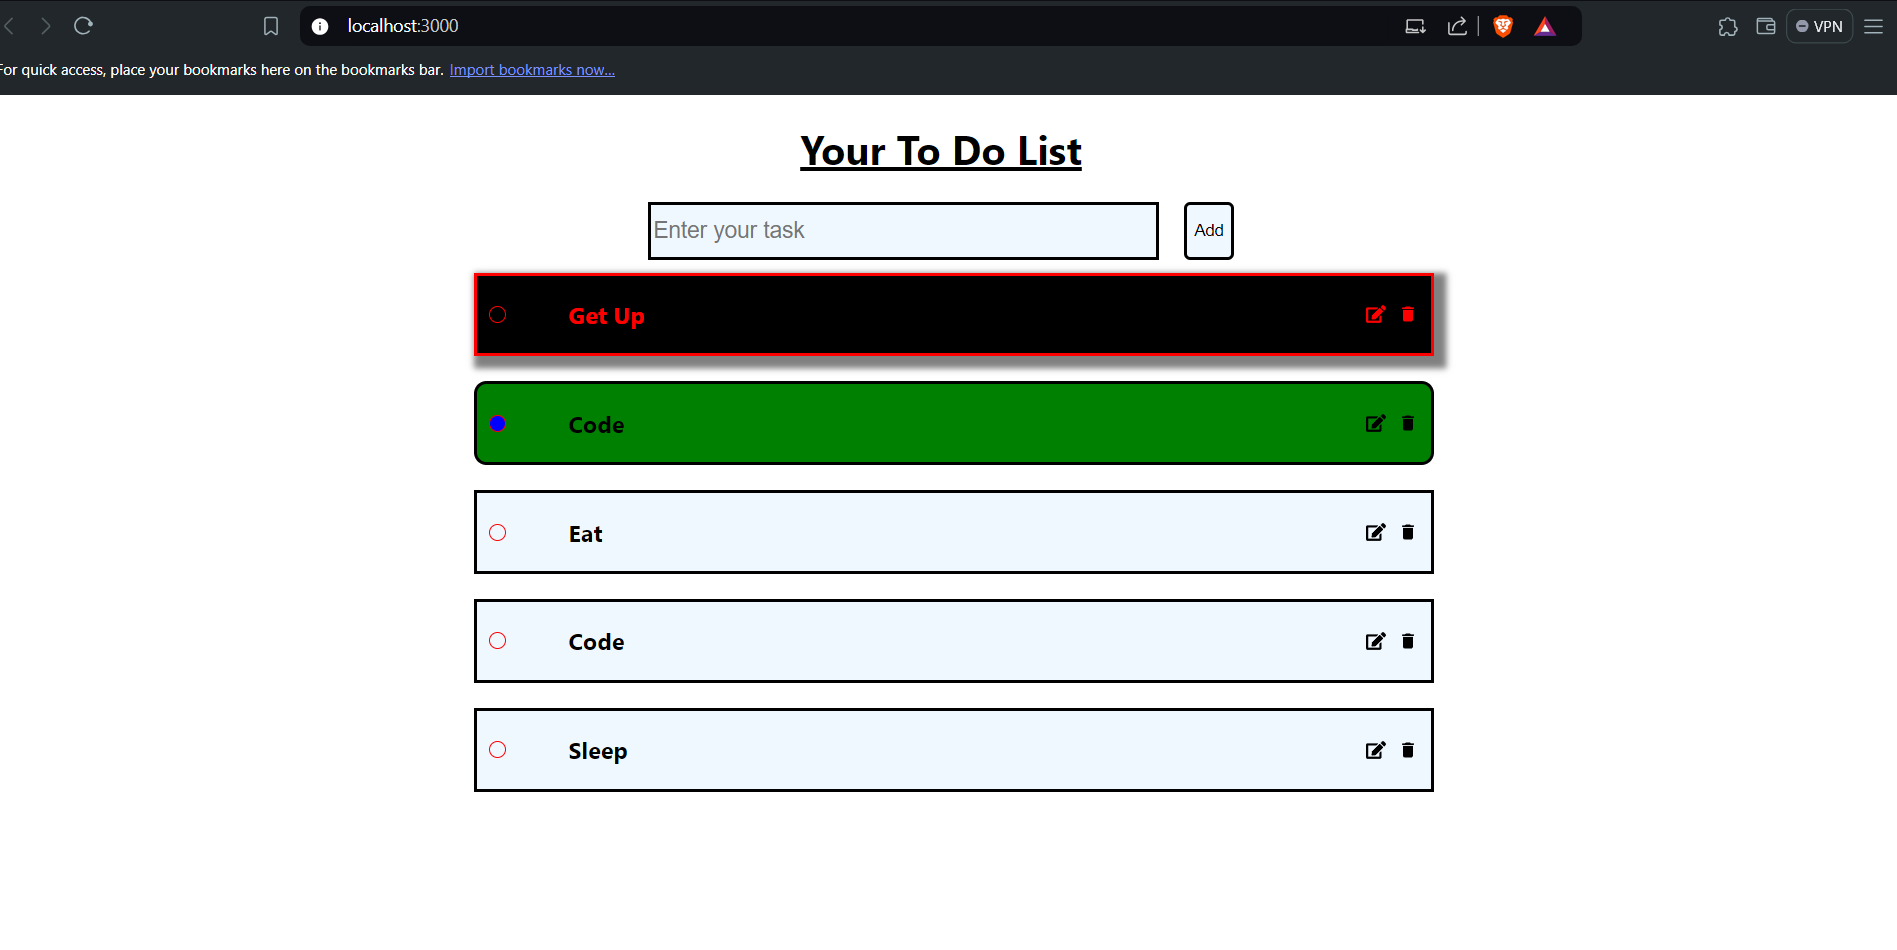 localhost:3000
VPN
For quick access, place your bookmarks here on the bookmarks bar. Import bookmarks now...
Your To Do List
Enter your task
Add
Get Up
Code
Eat
Code
Sleep